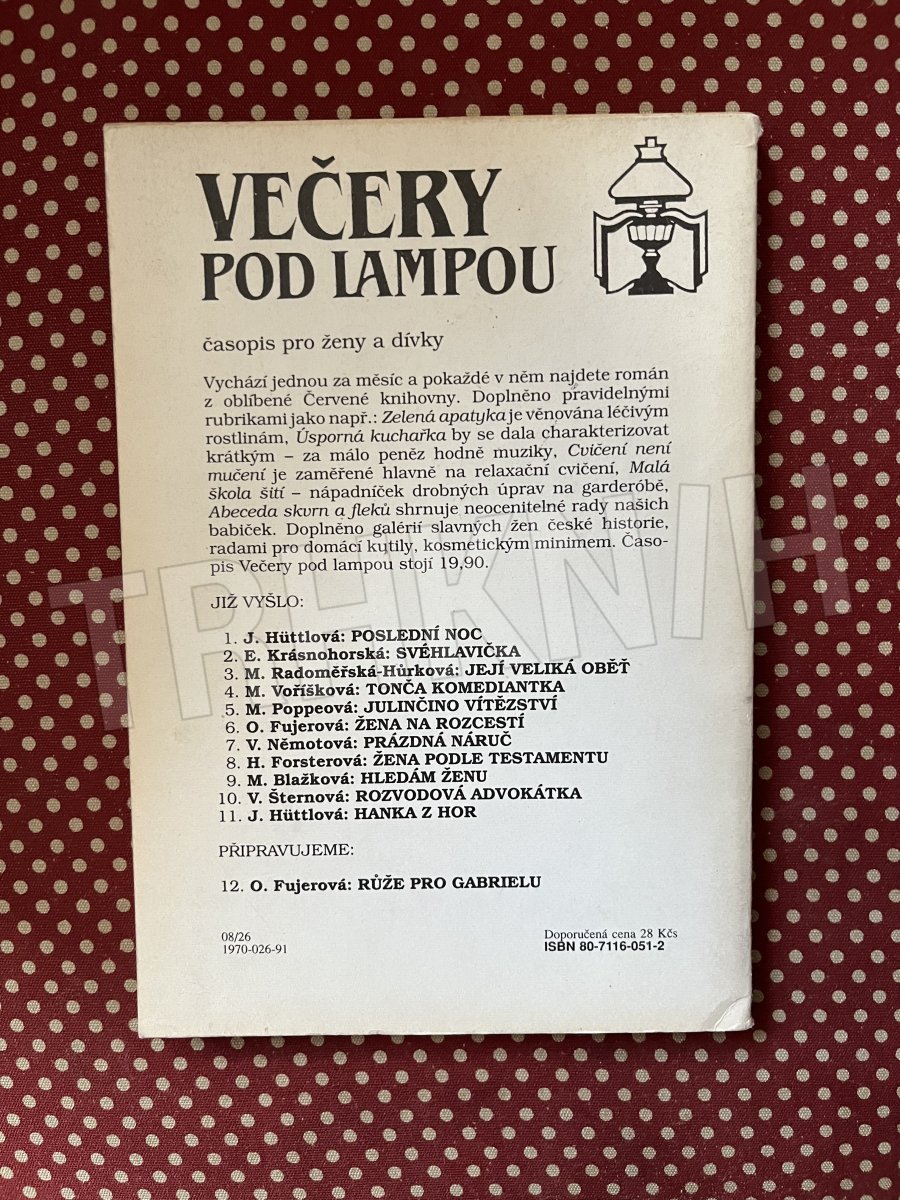 VEČERY
POD LAMPOU
časopis pro ženy a dívky
Vychází jednou za měsíc a pokaždé v něm najdete román
z oblíbené Červené knihovny. Doplněno pravidelnými
rubrikami jako např.: Zelená apatyka je věnována léčivým
rostlinám, Úsporná kuchařka by se dala charakterizovat
krátkým – za málo peněz hodně muziky, Cvičení není
mučení je zaměřené hlavně na relaxační cvičení, Malá
škola šití – nápadníček drobných úprav na garderóbě,
Abeceda skvrn a fleků shrnuje neocenitelné rady našich
babiček. Doplněno galérií slavných žen české historie,
radami pro domácí kutily, kosmetickým minimem. Časo-
pis Večery pod lampou stojí 19,90.
JIŽ VYŠLO:
1. J. Hüttlová: POSLEDNÍ NOC
2. E. Krásnohorská: SVÉHLAVIČKA
3. M. Radoměřská-Hůrková: JEJÍ VELIKÁ OBĚŤ
4. M. Voříšková: TONČA KOMEDIANTKA
5. M. Poppeová: JULINČINO VÍTĚZSTVÍ
6. O. Fujerová: ŽENA NA ROZCESTÍ
7. V. Němotová: PRÁZDNÁ NÁRUČ
8. H. Forsterová: ŽENA PODLE TESTAMENTU
9. M. Blažková: HLEDÁM ŽENU
10. V. Šternová: ROZVODOVÁ ADVOKÁTKA
11. J. Hüttlová: HANKA Z HOR
PŘIPRAVUJEME:
12. O. Fujerová: RŮŽE PRO GABRIELU
08/26
1970-026-91
Doporučená cena 28 Kčs
ISBN 80-7116-051-2
TRHKNIH